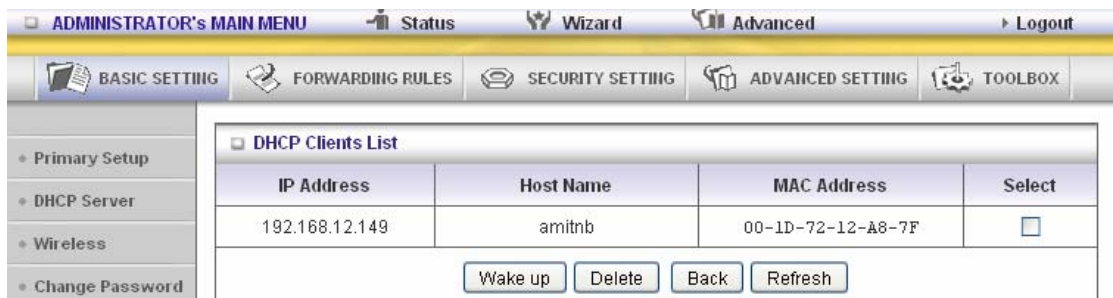 ADMINISTRATOR's MAIN MENU Status Wizard Advanced Logout
BASIC SETTING FORWARDING RULES SECURITY SETTING ADVANCED SETTING TOOLBOX
Primary Setup
DHCP Server
Wireless
Change Password
DHCP Clients List
IP Address Host Name MAC Address Select
192.168.12.149 amitnb 00-1D-72-12-A8-7F
Wake up Delete Back Refresh